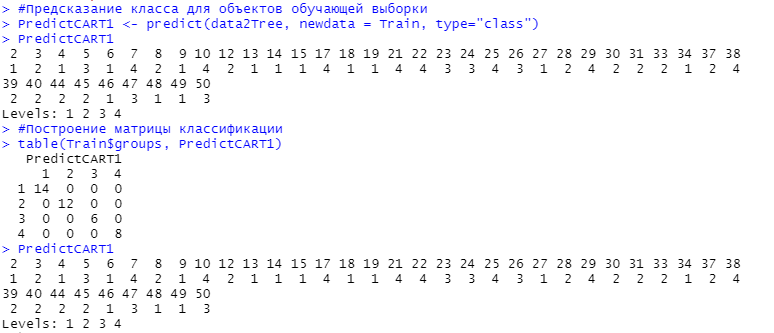 > #Предсказание класса для объектов обучающей выборки
> PredictCART1 <- predict(data2Tree, newdata = Train, type="class")
> PredictCART1
 2  3  4  5  6  7  8  9 10 12 13 14 15 17 18 19 21 22 23 24 25 26 27 28 29 30 31 33 34 37 38
 1  2  1  3  1  4  2  1  4  2  1  1  1  4  1  1  4  4  3  3  4  3  1  2  4  2  2  2  1  2  4
39 40 44 45 46 47 48 49 50
 2  2  2  2  1  3  1  1  3
Levels: 1 2 3 4
> #Построение матрицы классификации
> table(Train$groups, PredictCART1)
   PredictCART1
     1  2  3  4
  1 14  0  0  0
  2  0 12  0  0
  3  0  0  6  0
  4  0  0  0  8
> PredictCART1
 2  3  4  5  6  7  8  9 10 12 13 14 15 17 18 19 21 22 23 24 25 26 27 28 29 30 31 33 34 37 38
 1  2  1  3  1  4  2  1  4  2  1  1  1  4  1  1  4  4  3  3  4  3  1  2  4  2  2  2  1  2  4
39 40 44 45 46 47 48 49 50
 2  2  2  2  1  3  1  1  3
Levels: 1 2 3 4